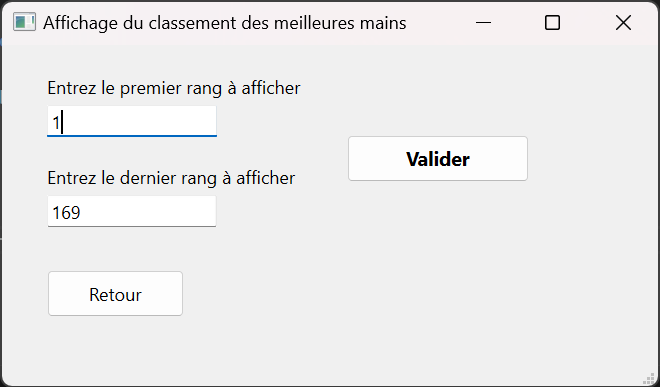 Affichage du classement des meilleures mains
Entrez le premier rang à afficher
1
Valider
Entrez le dernier rang à afficher
169
Retour